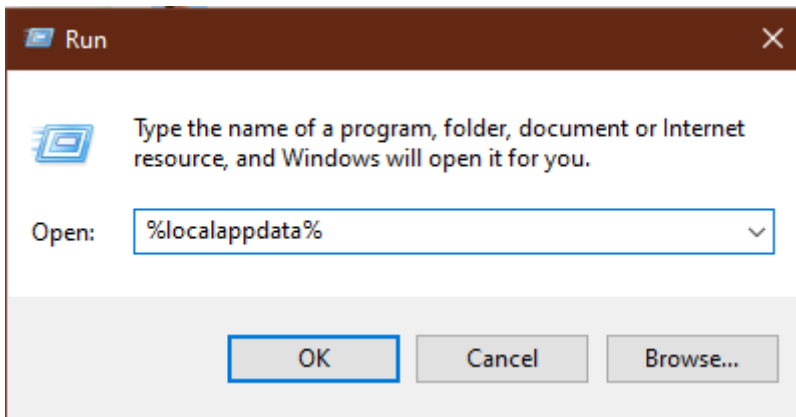 Run
Type the name of a program, folder, document or Internet
resource, and Windows will open it for you.
Open:
%localappdata%
OK
Cancel
Browse...